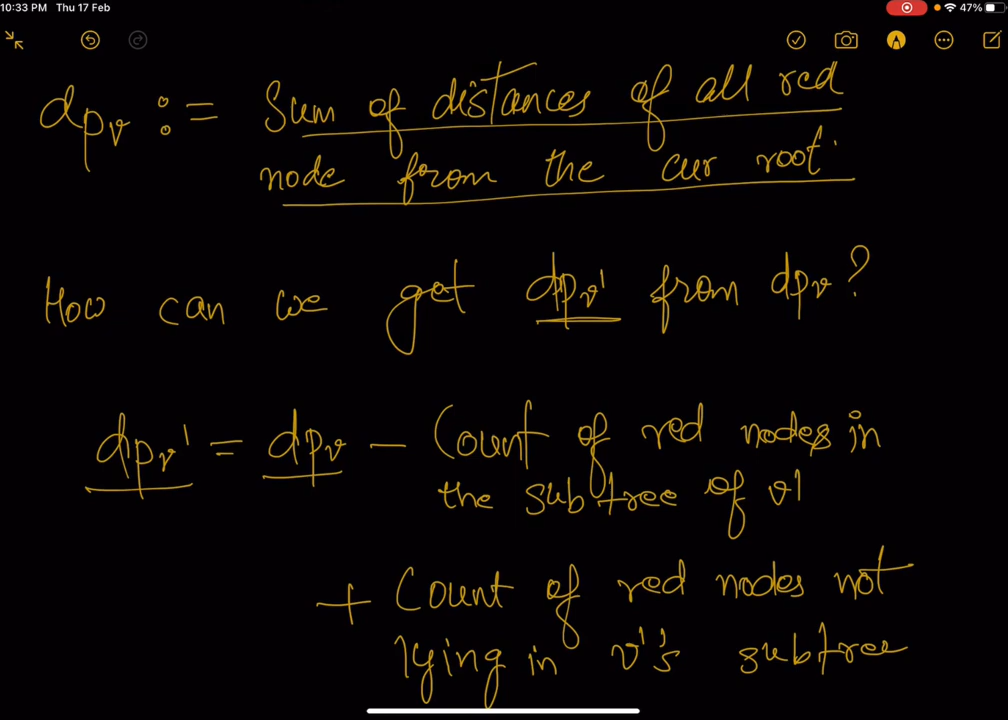 10:33 PM Thu 17 Feb 47%
dpv := Sum of distances of all red
node from the cur root.
How can we get dpv' from dpv?
dpv' = dpv – Count of red nodes in
the subtree of v'
+ Count of red nodes not
lying in v''s subtree